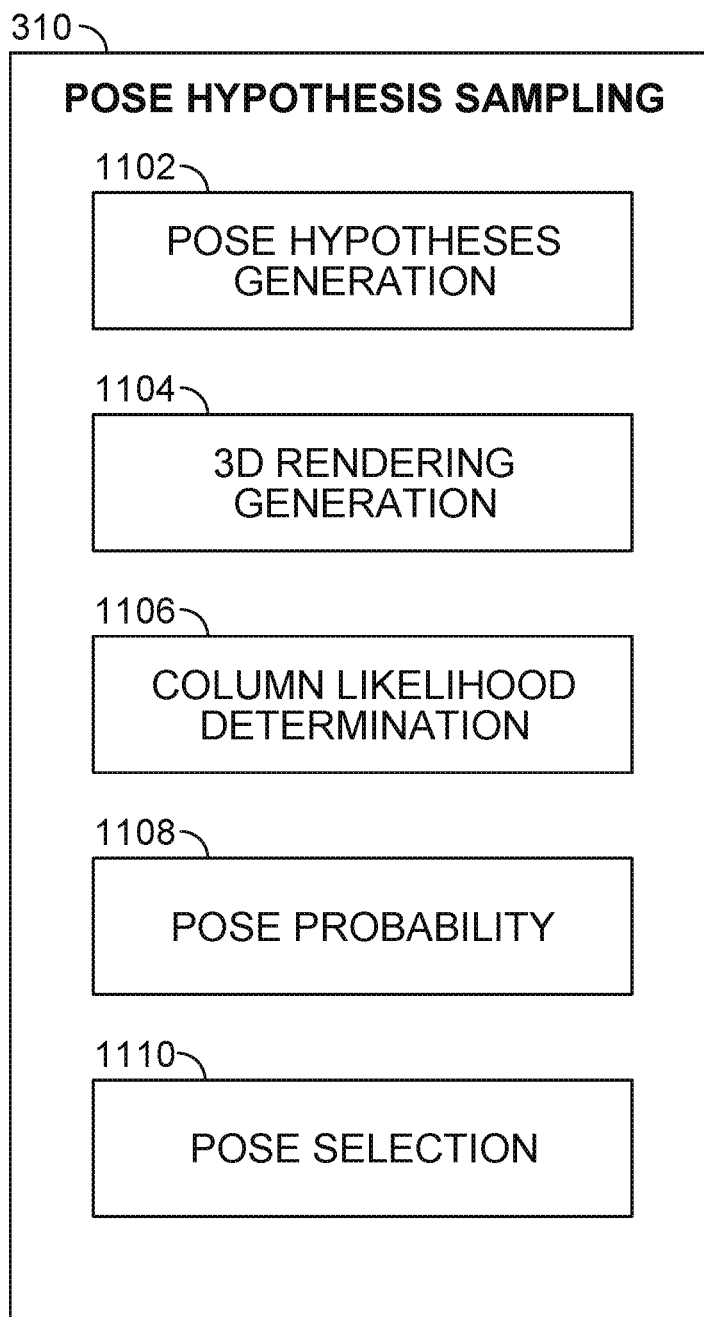 310
POSE HYPOTHESIS SAMPLING
1102
POSE HYPOTHESES
GENERATION
1104
3D RENDERING
GENERATION
1106
COLUMN LIKELIHOOD
DETERMINATION
1108
POSE PROBABILITY
1110
POSE SELECTION